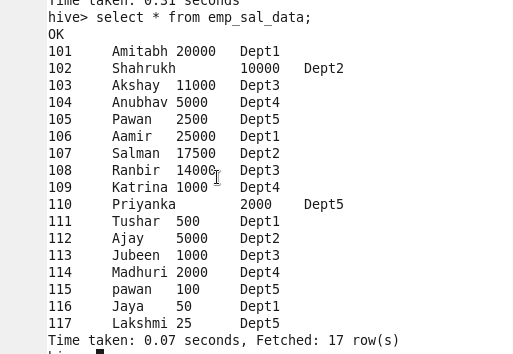 Time taken: 0.31 seconds
hive> select * from emp_sal_data;
OK
101 Amitabh 20000 Dept1
102 Shahrukh 10000 Dept2
103 Akshay 11000 Dept3
104 Anubhav 5000 Dept4
105 Pawan 2500 Dept5
106 Aamir 25000 Dept1
107 Salman 17500 Dept2
108 Ranbir 14000 Dept3
109 Katrina 1000 Dept4
110 Priyanka 2000 Dept5
111 Tushar 500 Dept1
112 Ajay 5000 Dept2
113 Jubeen 1000 Dept3
114 Madhuri 2000 Dept4
115 pawan 100 Dept5
116 Jaya 50 Dept1
117 Lakshmi 25 Dept5
Time taken: 0.07 seconds, Fetched: 17 row(s)
hive>